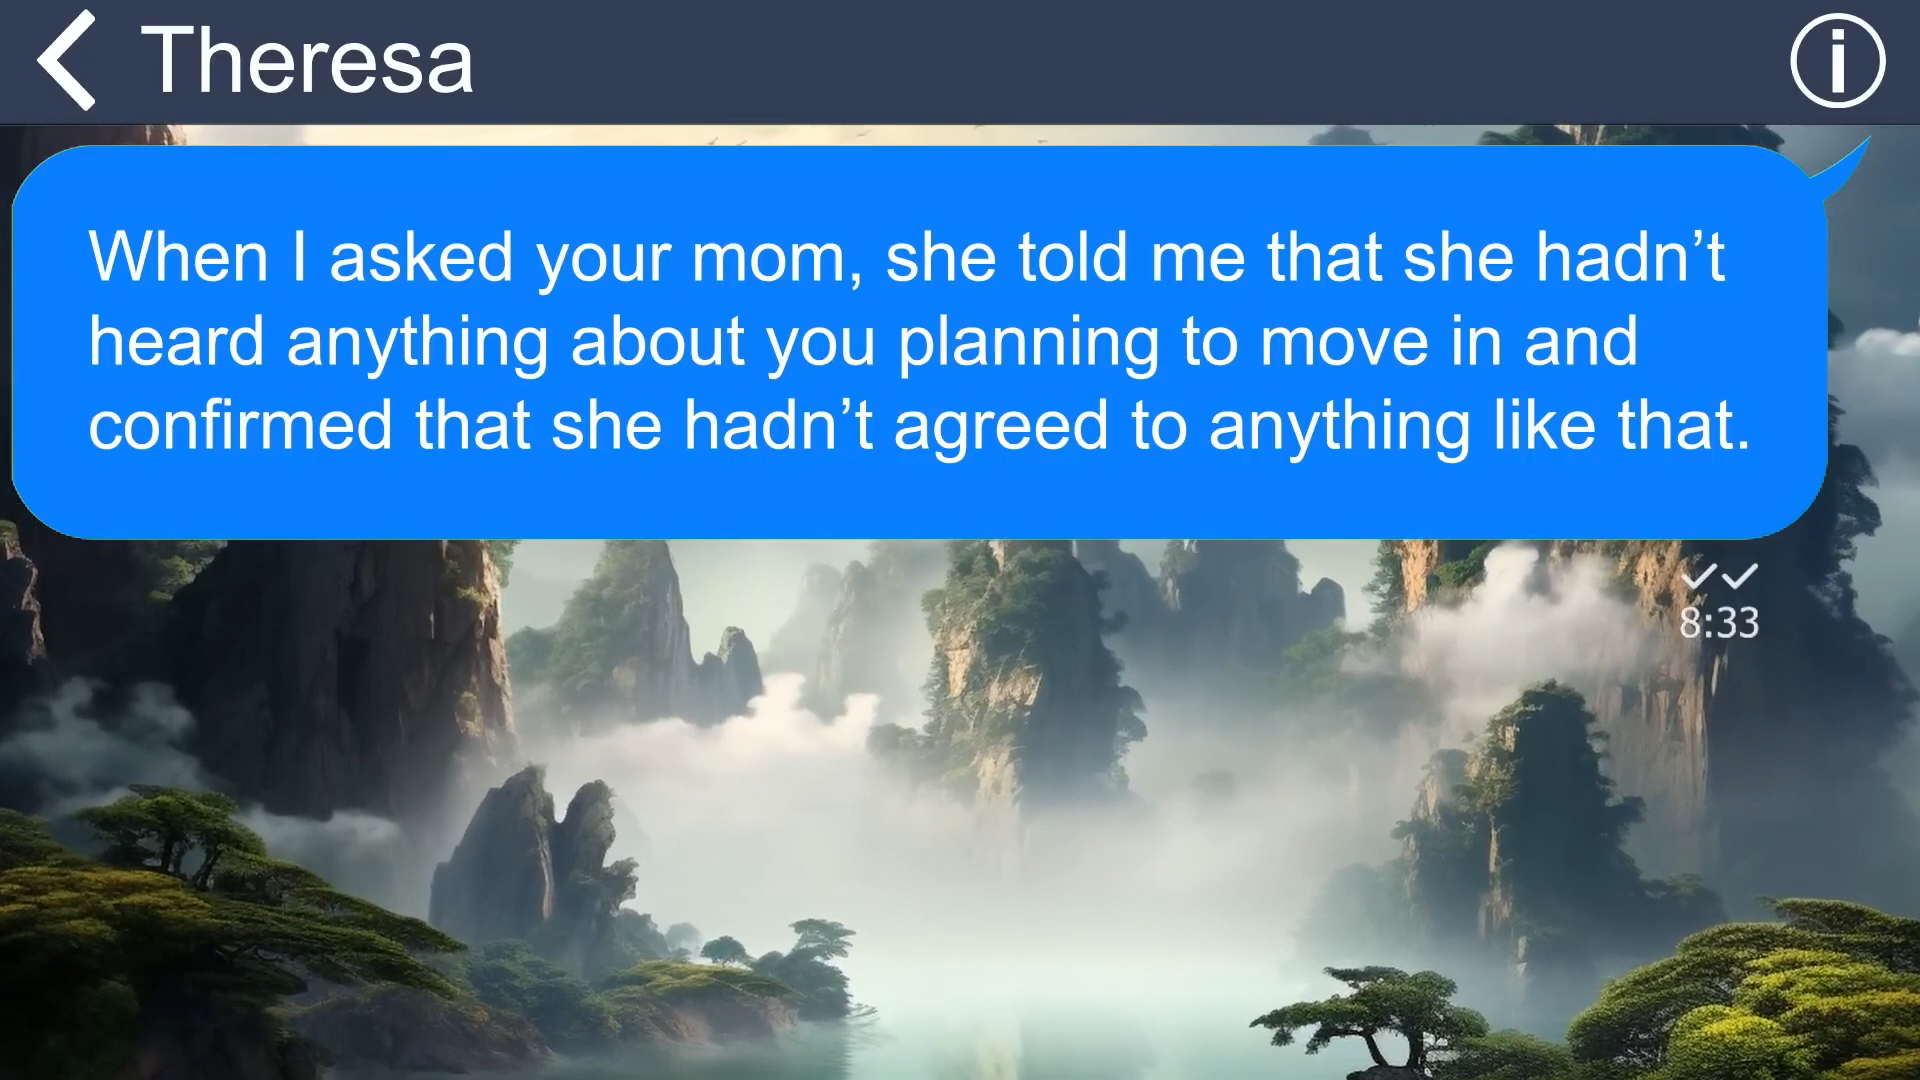 Theresa
When I asked your mom, she told me that she hadn’t
heard anything about you planning to move in and
confirmed that she hadn’t agreed to anything like that.
8:33